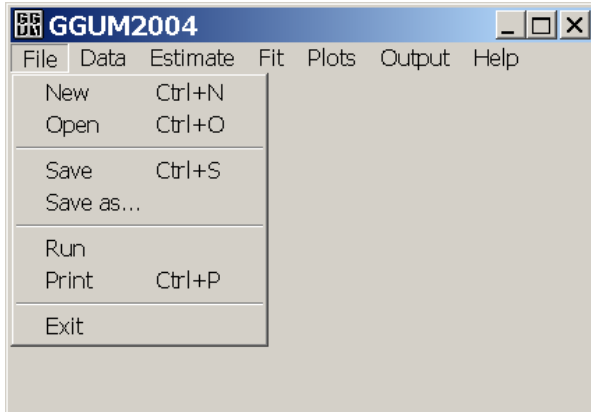 GGUM2004
File Data Estimate Fit Plots Output Help
New Ctrl+N
Open Ctrl+O
Save Ctrl+S
Save as...
Run
Print Ctrl+P
Exit